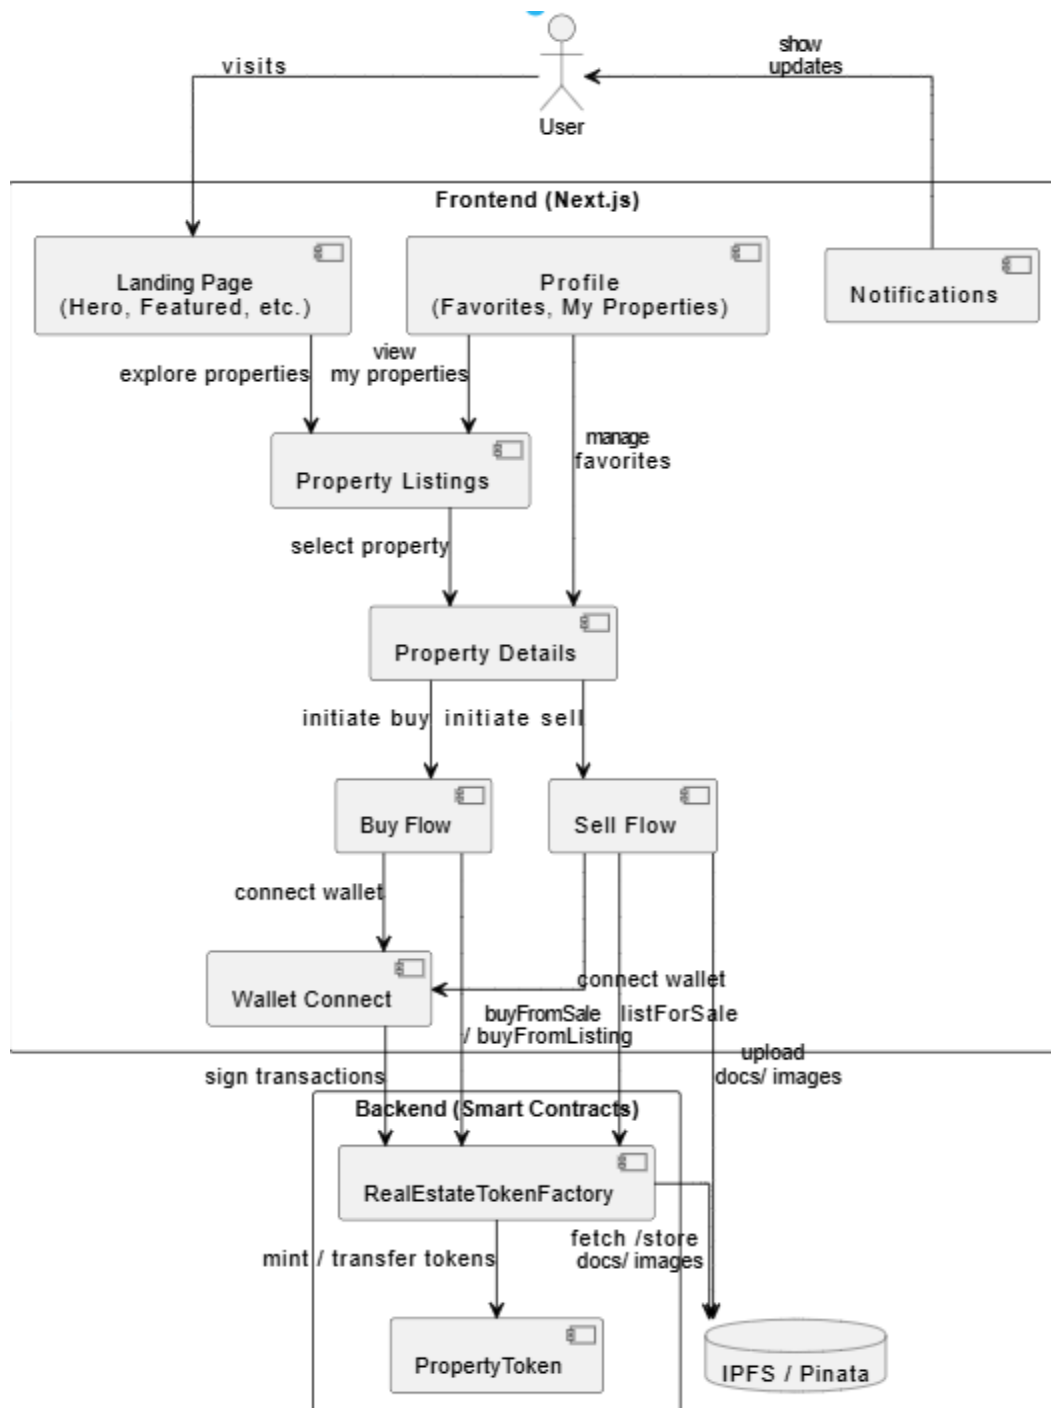 show
visits
updates
User
Frontend (Next.js)
Landing Page
(Hero, Featured, etc.)
Profile
(Favorites, My Properties)
Notifications
explore properties
view
my properties
manage
favorites
Property Listings
select property
Property Details
initiate buy
initiate sell
Buy Flow
Sell Flow
connect wallet
connect wallet
Wallet Connect
buyFromSale
/ buyFromListing
listForSale
upload
docs/ images
sign transactions
Backend (Smart Contracts)
RealEstateTokenFactory
fetch /store
docs/ images
mint / transfer tokens
PropertyToken
IPFS / Pinata